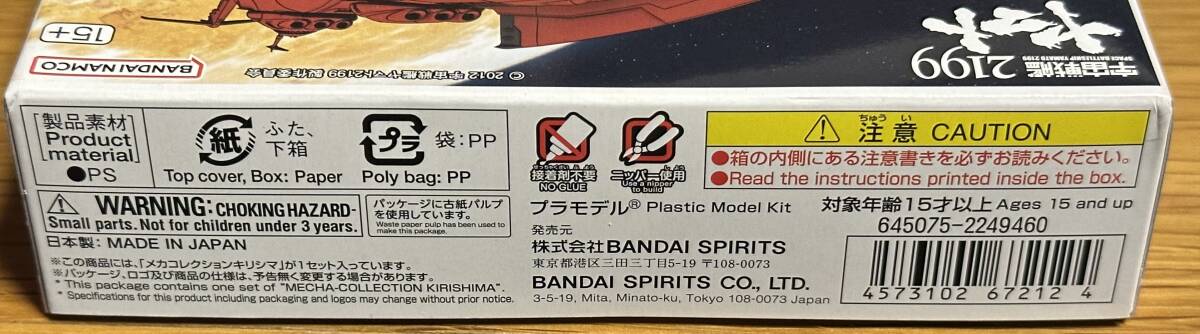 15+
BANDAI NAMCO
© 2012 宇宙戦艦ヤマト2199 製作委員会
宇宙戦艦
ヤマト
2199
SPACE BATTLESHIP YAMATO 2199
[製品素材]
[Product material]
●PS
紙
ふた、
下箱
Top cover, Box: Paper
プラ
袋:PP
Poly bag: PP
接着剤不要
NO GLUE
ニッパー使用
Use a nipper
to build
ちゅう い
注意 CAUTION
●箱の内側にある注意書きを必ずお読みください。
●Read the instructions printed inside the box.
WARNING: CHOKING HAZARD-
Small parts. Not for children under 3 years.
パッケージに古紙パルプ
を使用しています。
Waste paper pulp has been used to
make this package.
日本製: MADE IN JAPAN
※この商品には、「メカコレクションキリシマ」が1セット入っています。
※パッケージ、ロゴ及び商品の仕様は、予告無く変更する場合があります。
* This package contains one set of "MECHA-COLLECTION KIRISHIMA".
* Specifications for this product including packaging and logos may change without prior notice.
プラモデル® Plastic Model Kit
発売元
株式会社BANDAI SPIRITS
東京都港区三田三丁目5-19 〒108-0073
BANDAI SPIRITS CO., LTD.
3-5-19, Mita, Minato-ku, Tokyo 108-0073 Japan
対象年齢15才以上 Ages 15 and up
645075-2249460
4573102 67212 4